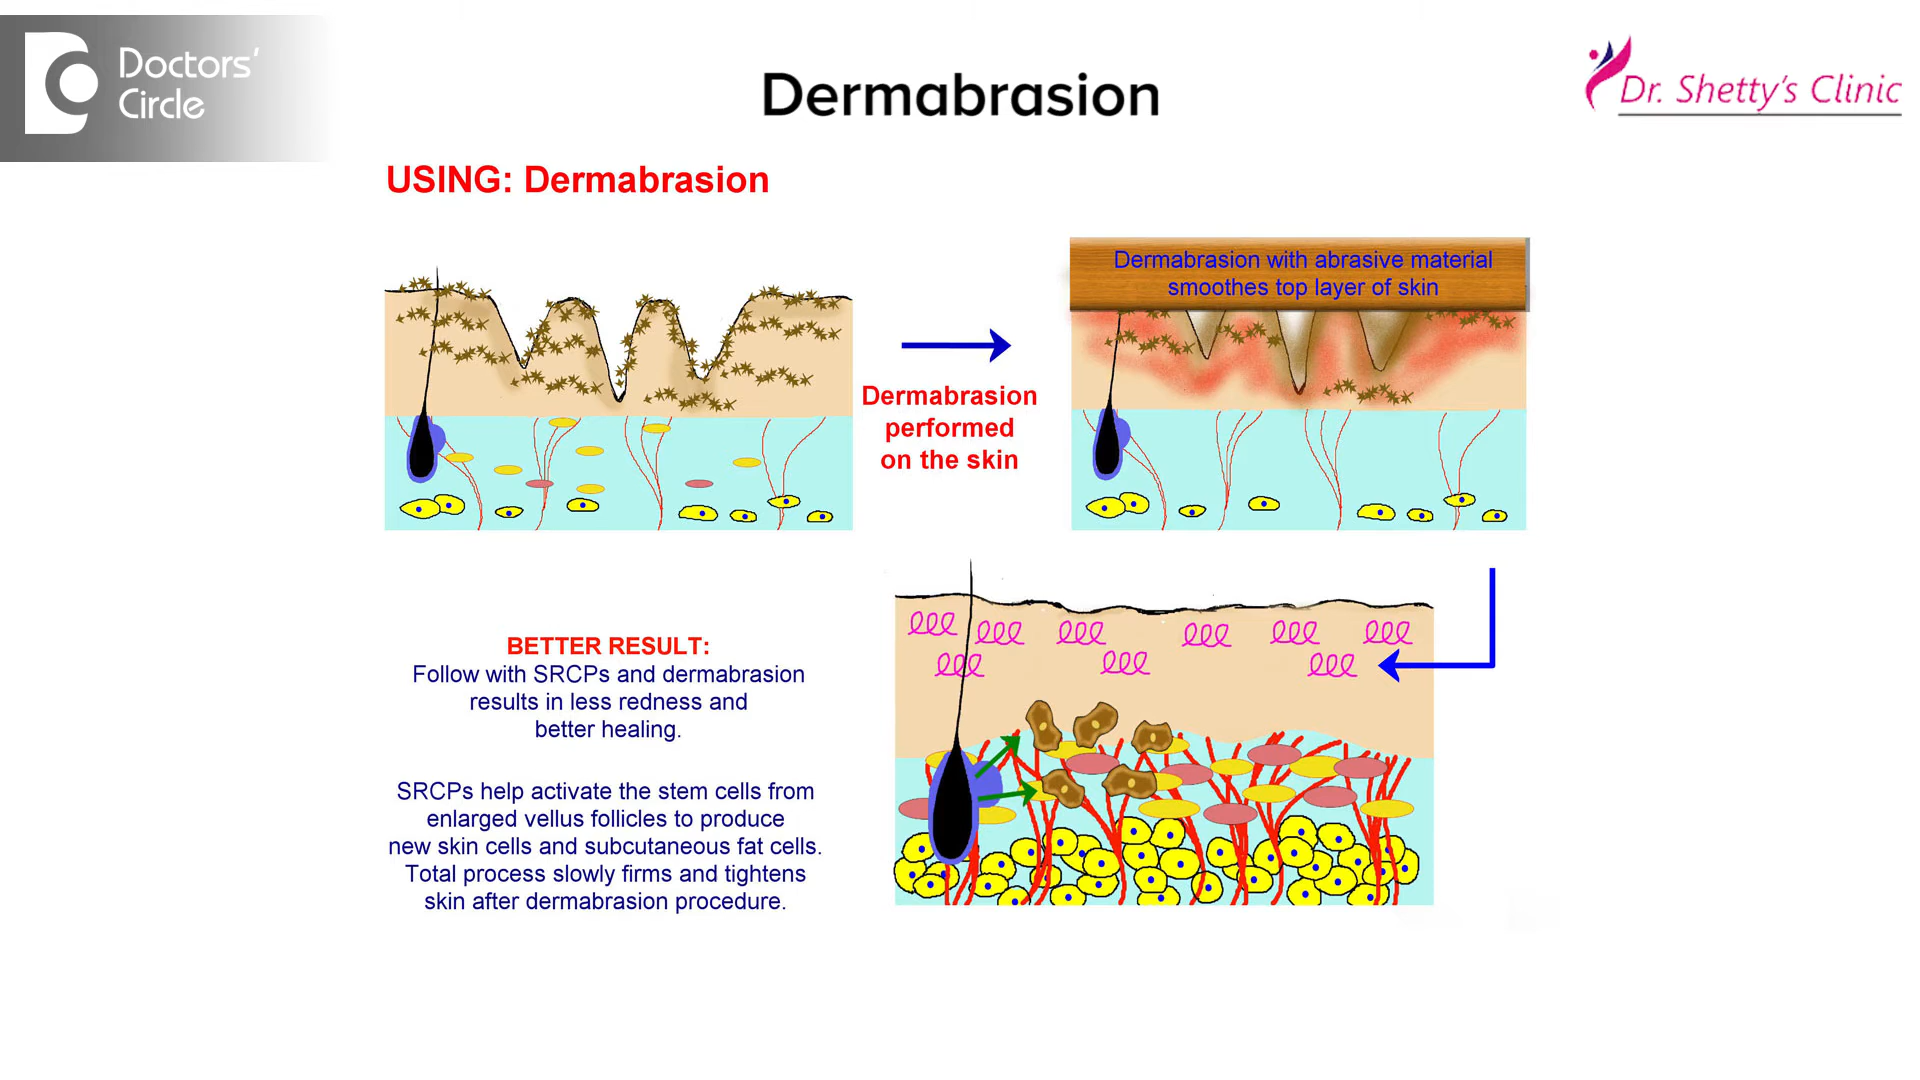 Doctors'
Circle
Dermabrasion
Dr. Shetty's Clinic
USING: Dermabrasion
Dermabrasion with abrasive material
smoothes top layer of skin
Dermabrasion
performed
on the skin
BETTER RESULT:
Follow with SRCPs and dermabrasion
results in less redness and
better healing.
SRCPs help activate the stem cells from
enlarged vellus follicles to produce
new skin cells and subcutaneous fat cells.
Total process slowly firms and tightens
skin after dermabrasion procedure.